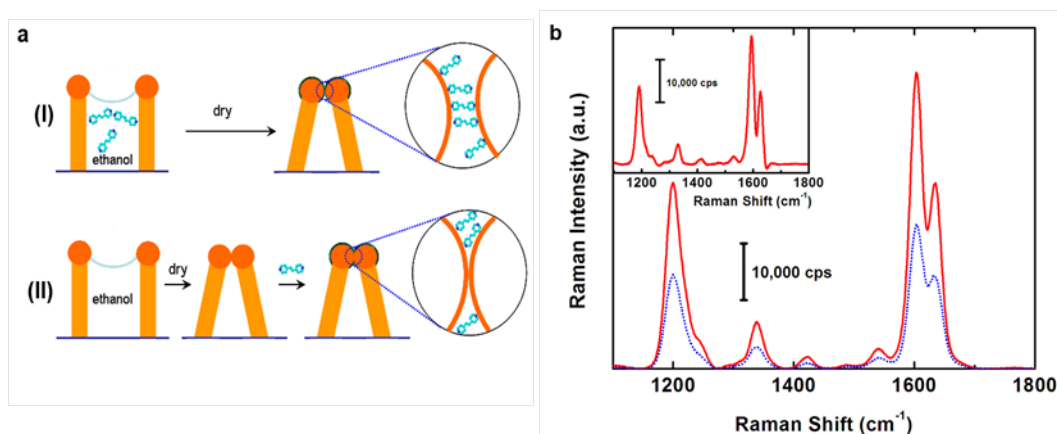 a
(I)
ethanol
dry
(II)
ethanol
dry
b
Raman Intensity (a.u.)
10,000 cps
1200 1400 1600 1800
Raman Shift (cm-1)
10,000 cps
1200 1400 1600 1800
Raman Shift (cm-1)